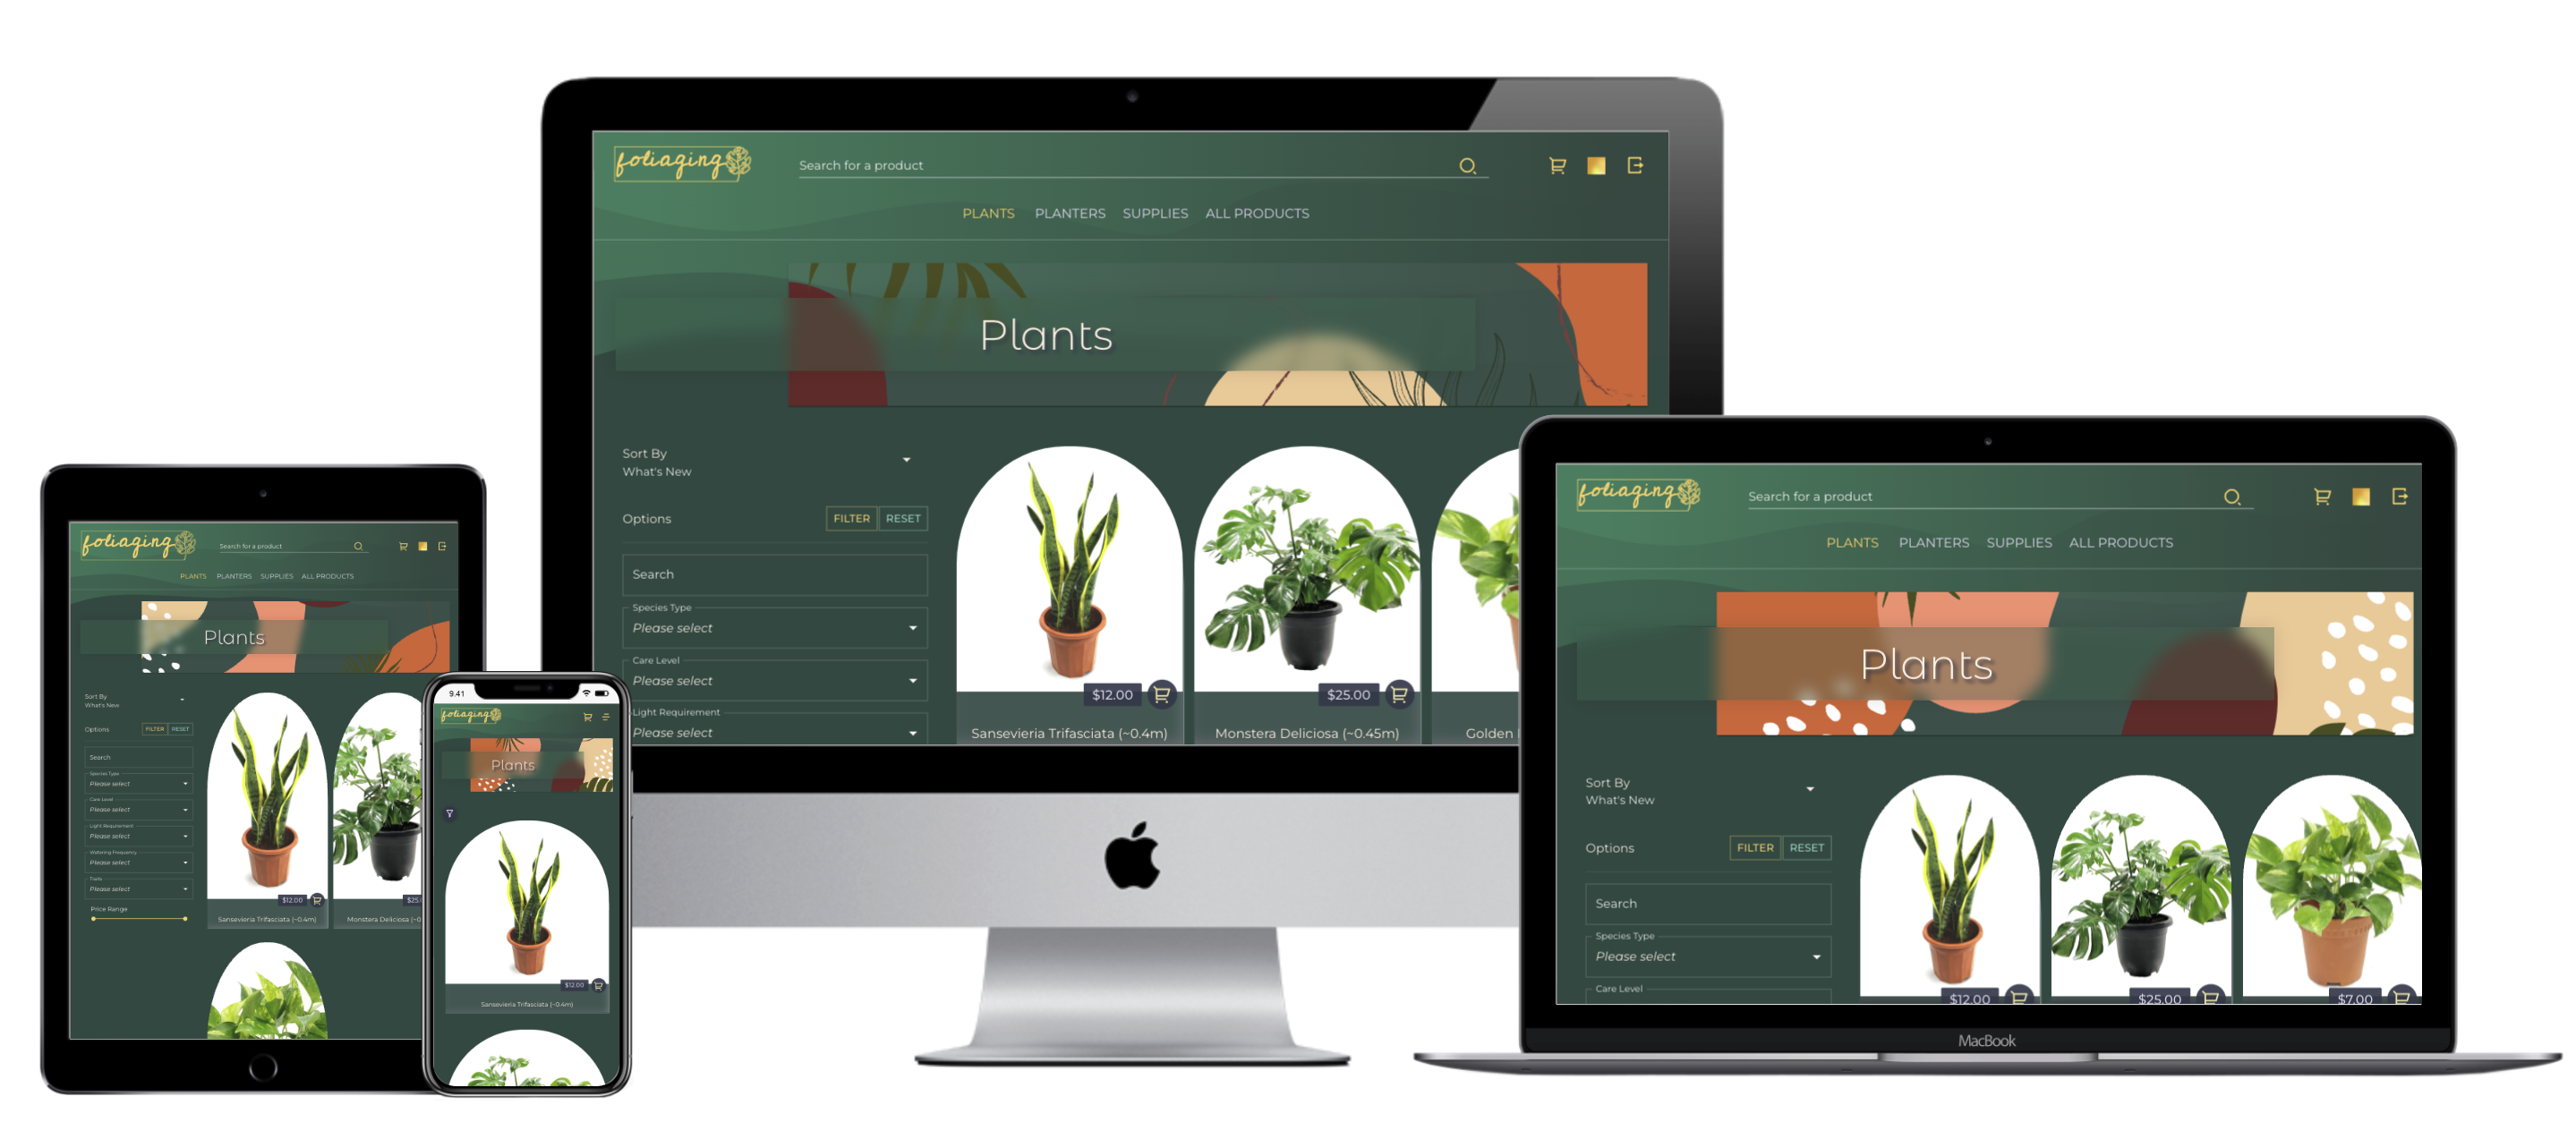 foliaging
Search for a product
PLANTS PLANTERS SUPPLIES ALL PRODUCTS
Plants
Sort By
What's New
Options FILTER RESET
Search
Species Type
Please select
Care Level
Please select
Light Requirement
Please select
$12.00 $25.00
Sansevieria Trifasciata (~0.4m) Monstera Deliciosa (~0.45m) Golden
foliaging
Search for a product
PLANTS PLANTERS SUPPLIES ALL PRODUCTS
Plants
Sort By
What's New
Options FILTER RESET
Search
Species Type
Please select
Care Level
Please select
Light Requirement
Please select
Watering Frequency
Please select
Traits
Please select
Price Range
$12.00 $25.
Sansevieria Trifasciata (~0.4m) Monstera Deliciosa (~0
9.41
foliaging
Plants
$12.00
Sansevieria Trifasciata (~0.4m)
foliaging
Search for a product
PLANTS PLANTERS SUPPLIES ALL PRODUCTS
Plants
Sort By
What's New
Options FILTER RESET
Search
Species Type
Please select
Care Level
$12.00 $25.00 $7.00
MacBook